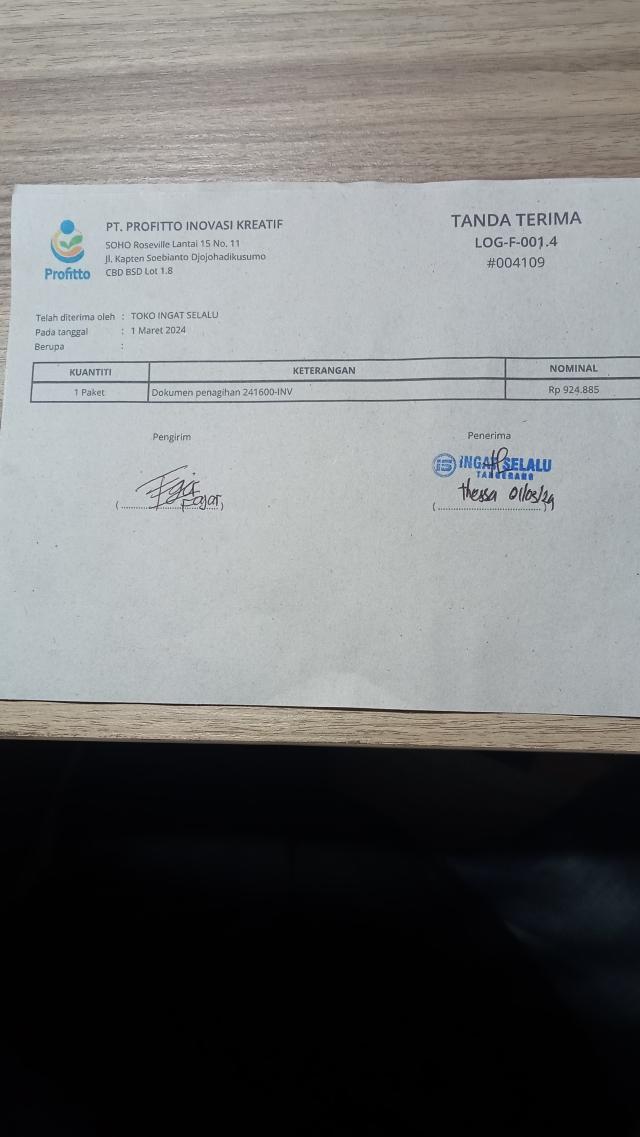 Profitto
PT. PROFITTO INOVASI KREATIF
SOHO Roseville Lantai 15 No. 11
Jl. Kapten Soebianto Djojohadikusumo
CBD BSD Lot 1.8
TANDA TERIMA
LOG-F-001.4
#004109
Telah diterima oleh : TOKO INGAT SELALU
Pada tanggal : 1 Maret 2024
Berupa :
KUANTITI KETERANGAN NOMINAL
1 Paket Dokumen penagihan 241600-INV Rp 924.885
Pengirim Penerima
iS INGAT SELALU
TANGERANG
(Fajar) (thessa 01/03/24)